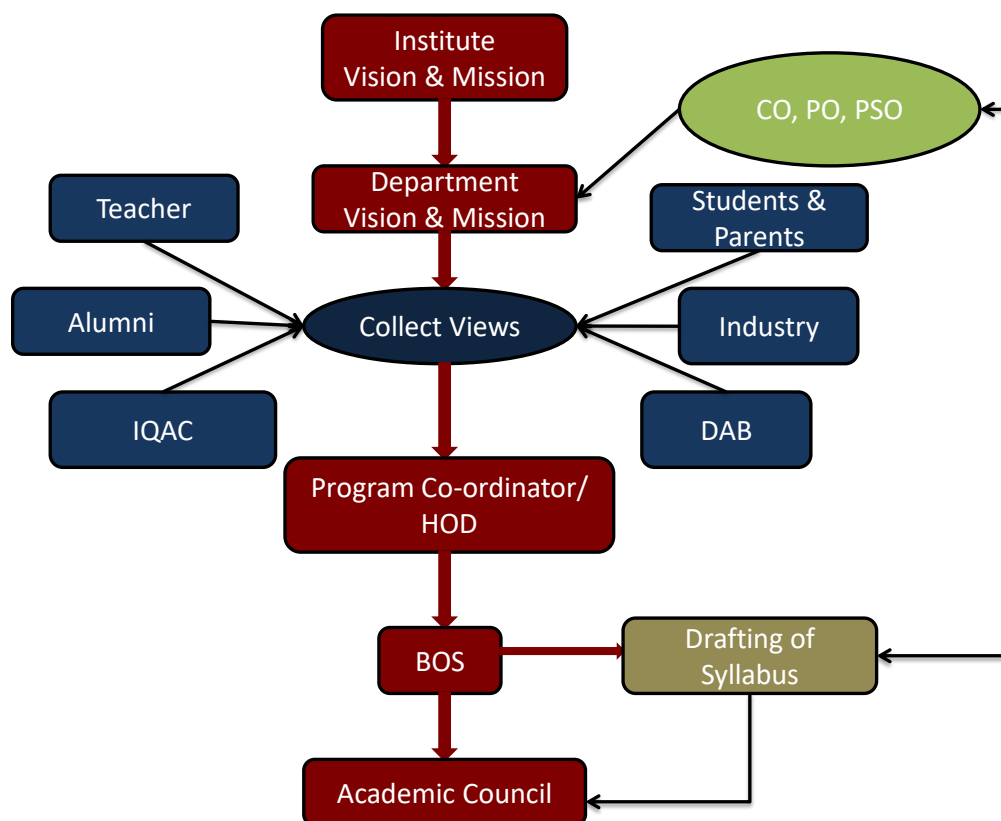 Institute
Vision & Mission
CO, PO, PSO
Department
Vision & Mission
Teacher
Students &
Parents
Alumni
Collect Views
Industry
IQAC
DAB
Program Co-ordinator/
HOD
BOS
Drafting of
Syllabus
Academic Council